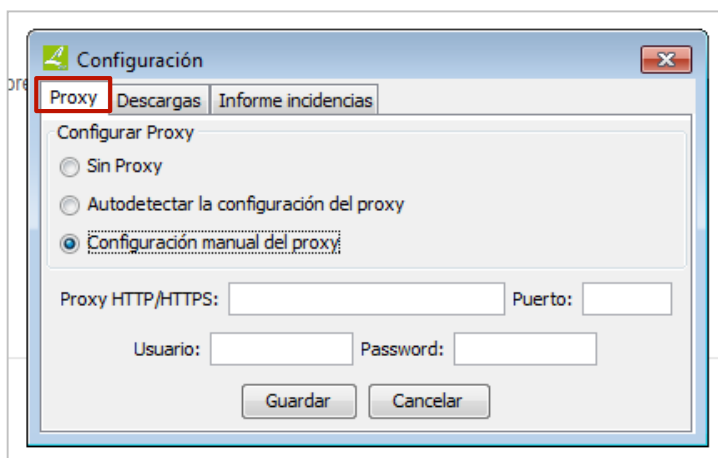 Configuración
Proxy Descargas Informe incidencias
Configurar Proxy
Sin Proxy
Autodetectar la configuración del proxy
Configuración manual del proxy
Proxy HTTP/HTTPS: Puerto:
Usuario: Password:
Guardar Cancelar